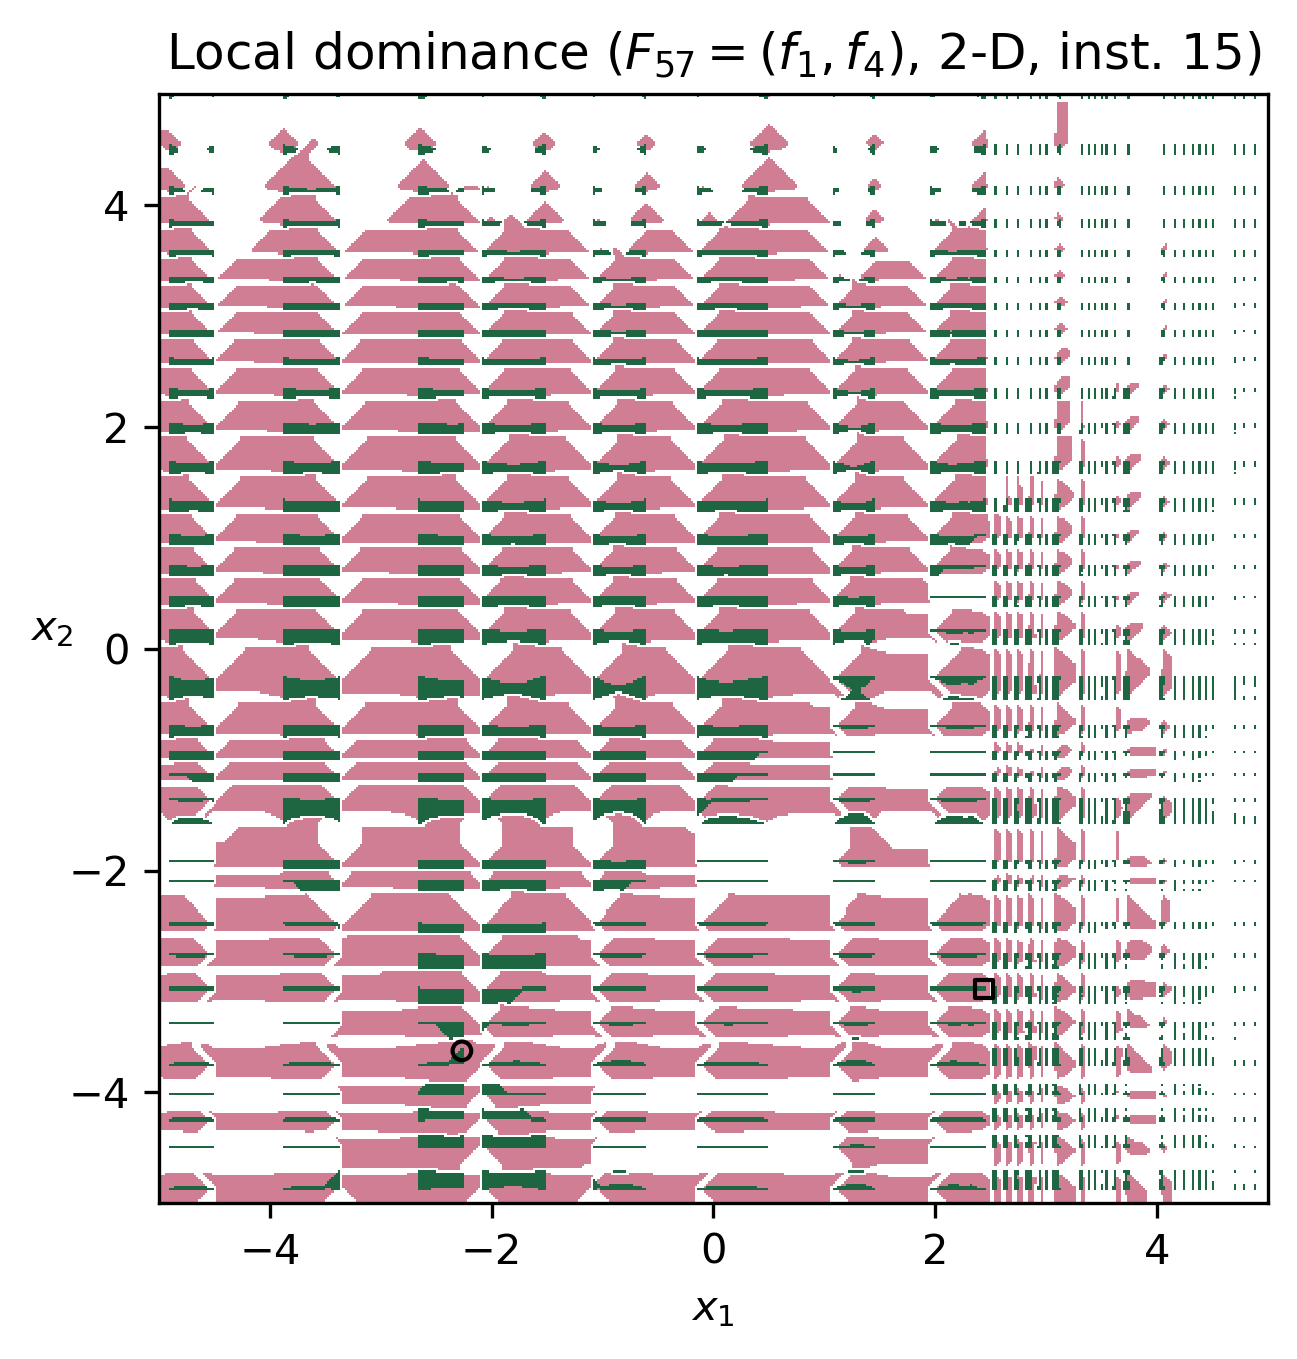 Local dominance (F₅₇ = (f₁, f₄), 2-D, inst. 15)
x₂
4
2
0
−2
−4
−4 −2 0 2 4
x₁